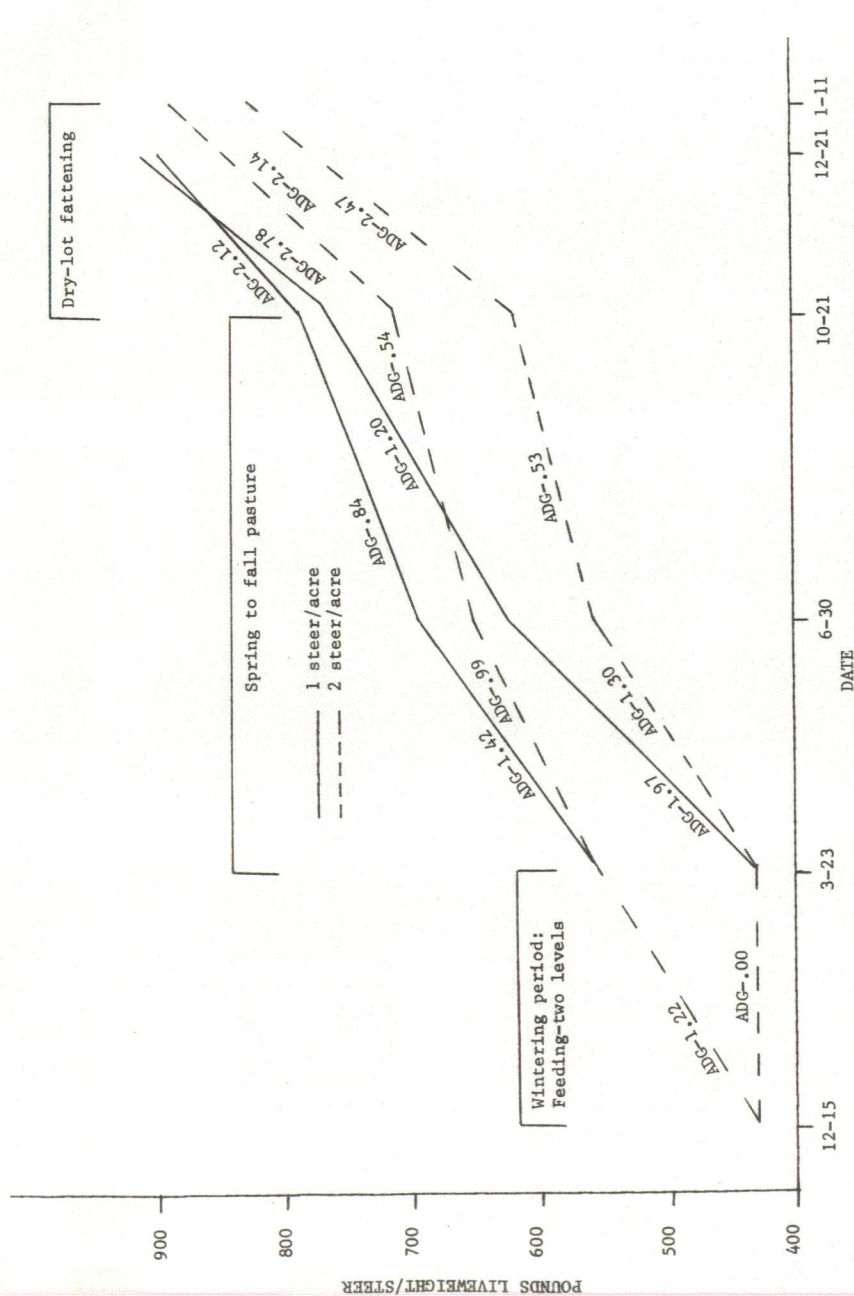 Dry-lot fattening
Spring to fall pasture
1 steer/acre
2 steer/acre
Wintering period:
Feeding-two levels
ADG-2.12
ADG-2.78
ADG-2.14
ADG-2.47
ADG-.84
ADG-1.20
ADG-.54
ADG-.53
ADG-1.42
ADG-.99
ADG-1.97
ADG-1.30
ADG-1.22
ADG-.00
900
800
700
600
500
400
POUNDS LIVEWEIGHT/STEER
12-15
3-23
6-30
10-21
12-21
1-11
DATE